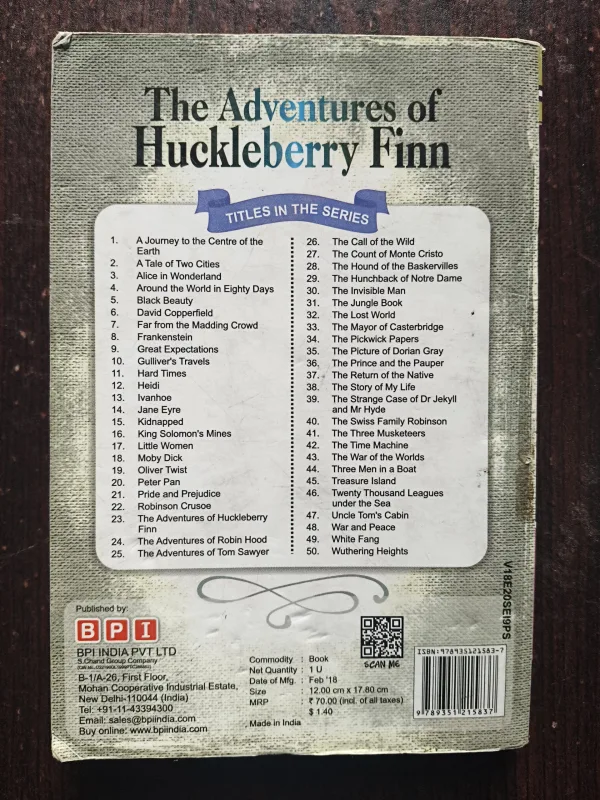 The Adventures of
Huckleberry Finn
TITLES IN THE SERIES
1. A Journey to the Centre of the
Earth
2. A Tale of Two Cities
3. Alice in Wonderland
4. Around the World in Eighty Days
5. Black Beauty
6. David Copperfield
7. Far from the Madding Crowd
8. Frankenstein
9. Great Expectations
10. Gulliver's Travels
11. Hard Times
12. Heidi
13. Ivanhoe
14. Jane Eyre
15. Kidnapped
16. King Solomon's Mines
17. Little Women
18. Moby Dick
19. Oliver Twist
20. Peter Pan
21. Pride and Prejudice
22. Robinson Crusoe
23. The Adventures of Huckleberry
Finn
24. The Adventures of Robin Hood
25. The Adventures of Tom Sawyer
26. The Call of the Wild
27. The Count of Monte Cristo
28. The Hound of the Baskervilles
29. The Hunchback of Notre Dame
30. The Invisible Man
31. The Jungle Book
32. The Lost World
33. The Mayor of Casterbridge
34. The Pickwick Papers
35. The Picture of Dorian Gray
36. The Prince and the Pauper
37. The Return of the Native
38. The Story of My Life
39. The Strange Case of Dr Jekyll
and Mr Hyde
40. The Swiss Family Robinson
41. The Three Musketeers
42. The Time Machine
43. The War of the Worlds
44. Three Men in a Boat
45. Treasure Island
46. Twenty Thousand Leagues
under the Sea
47. Uncle Tom's Cabin
48. War and Peace
49. White Fang
50. Wuthering Heights
Published by:
BPI
BPI INDIA PVT LTD
S.Chand Group Company
B-1/A-26, First Floor,
Mohan Cooperative Industrial Estate,
New Delhi-110044 (India)
Tel: +91-11-43394300
Email: sales@bpiindia.com
Buy online: www.bpiindia.com
Commodity : Book
Net Quantity : 1 U
Date of Mfg. : Feb '18
Size : 12.00 cm x 17.80 cm
MRP : ₹ 70.00 (incl. of all taxes)
$ 1.40
Made in India
SCAN ME
ISBN:978935121583-7
9 789351 215837
V18E20SEI9PS